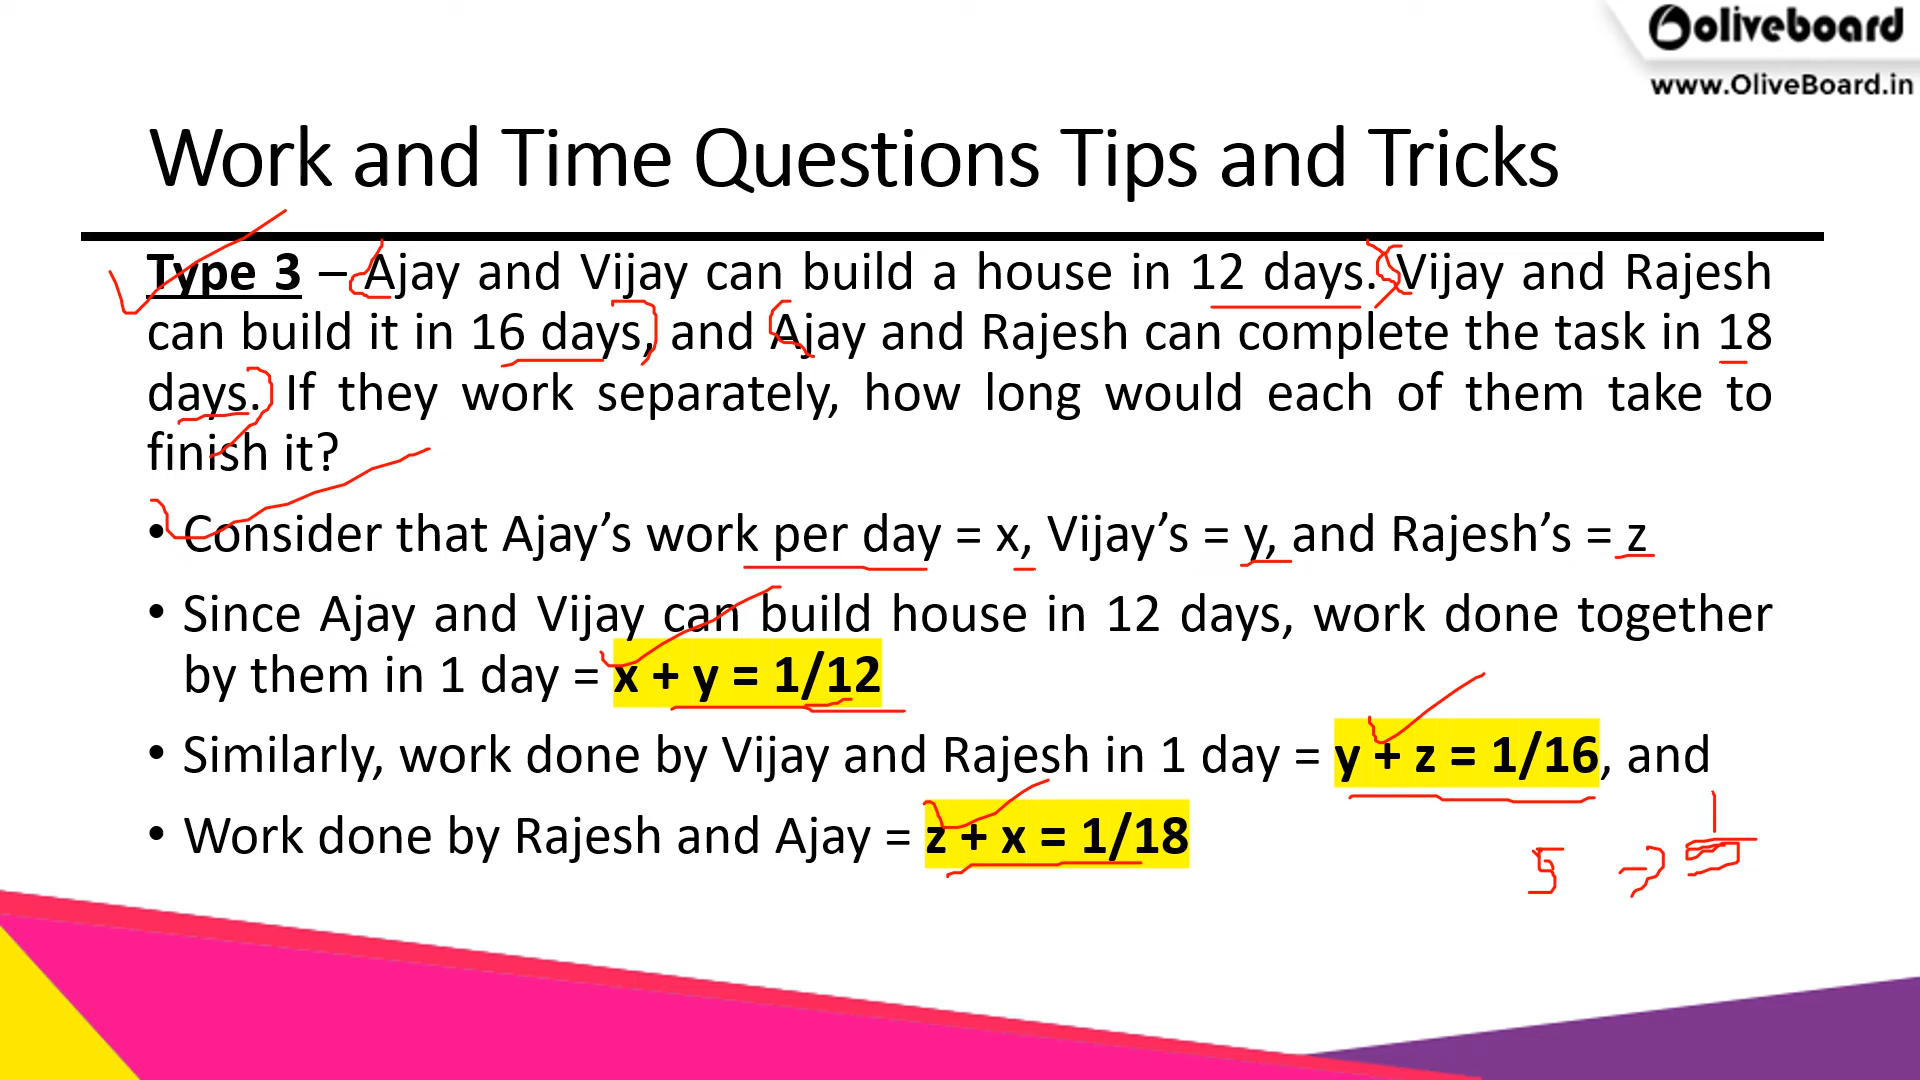 oliveboard
www.OliveBoard.in
Work and Time Questions Tips and Tricks
Type 3 – Ajay and Vijay can build a house in 12 days. Vijay and Rajesh
can build it in 16 days, and Ajay and Rajesh can complete the task in 18
days. If they work separately, how long would each of them take to
finish it?
• Consider that Ajay’s work per day = x, Vijay’s = y, and Rajesh’s = z
• Since Ajay and Vijay can build house in 12 days, work done together
by them in 1 day = x + y = 1/12
• Similarly, work done by Vijay and Rajesh in 1 day = y + z = 1/16, and
• Work done by Rajesh and Ajay = z + x = 1/18